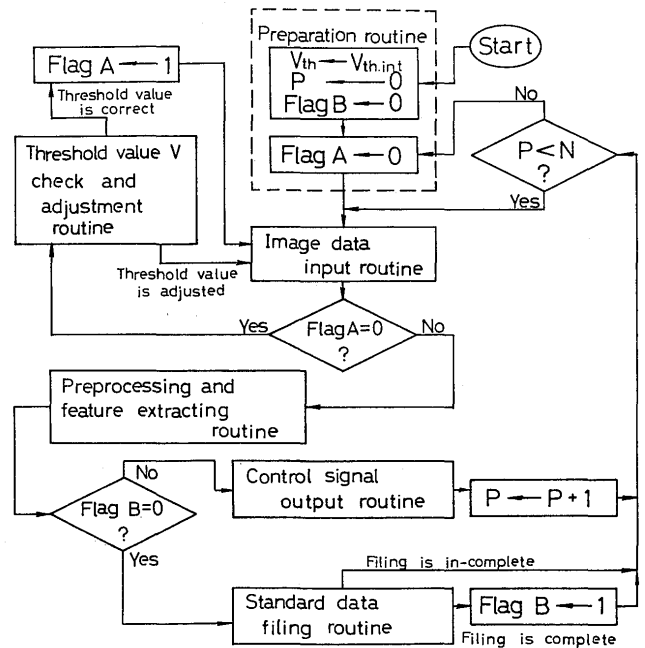 Preparation routine
Start
Vth ← Vth.int
P ← 0
Flag B ← 0
Flag A ← 0
Flag A ← 1
Threshold value
is correct
Threshold value V
check and
adjustment
routine
Threshold value
is adjusted
No
P < N
?
Yes
Image data
input routine
Yes
Flag A=0
?
No
Preprocessing and
feature extracting
routine
No
Flag B=0
?
Yes
Control signal
output routine
P ← P+1
Filing is in-complete
Standard data
filing routine
Flag B ← 1
Filing is complete